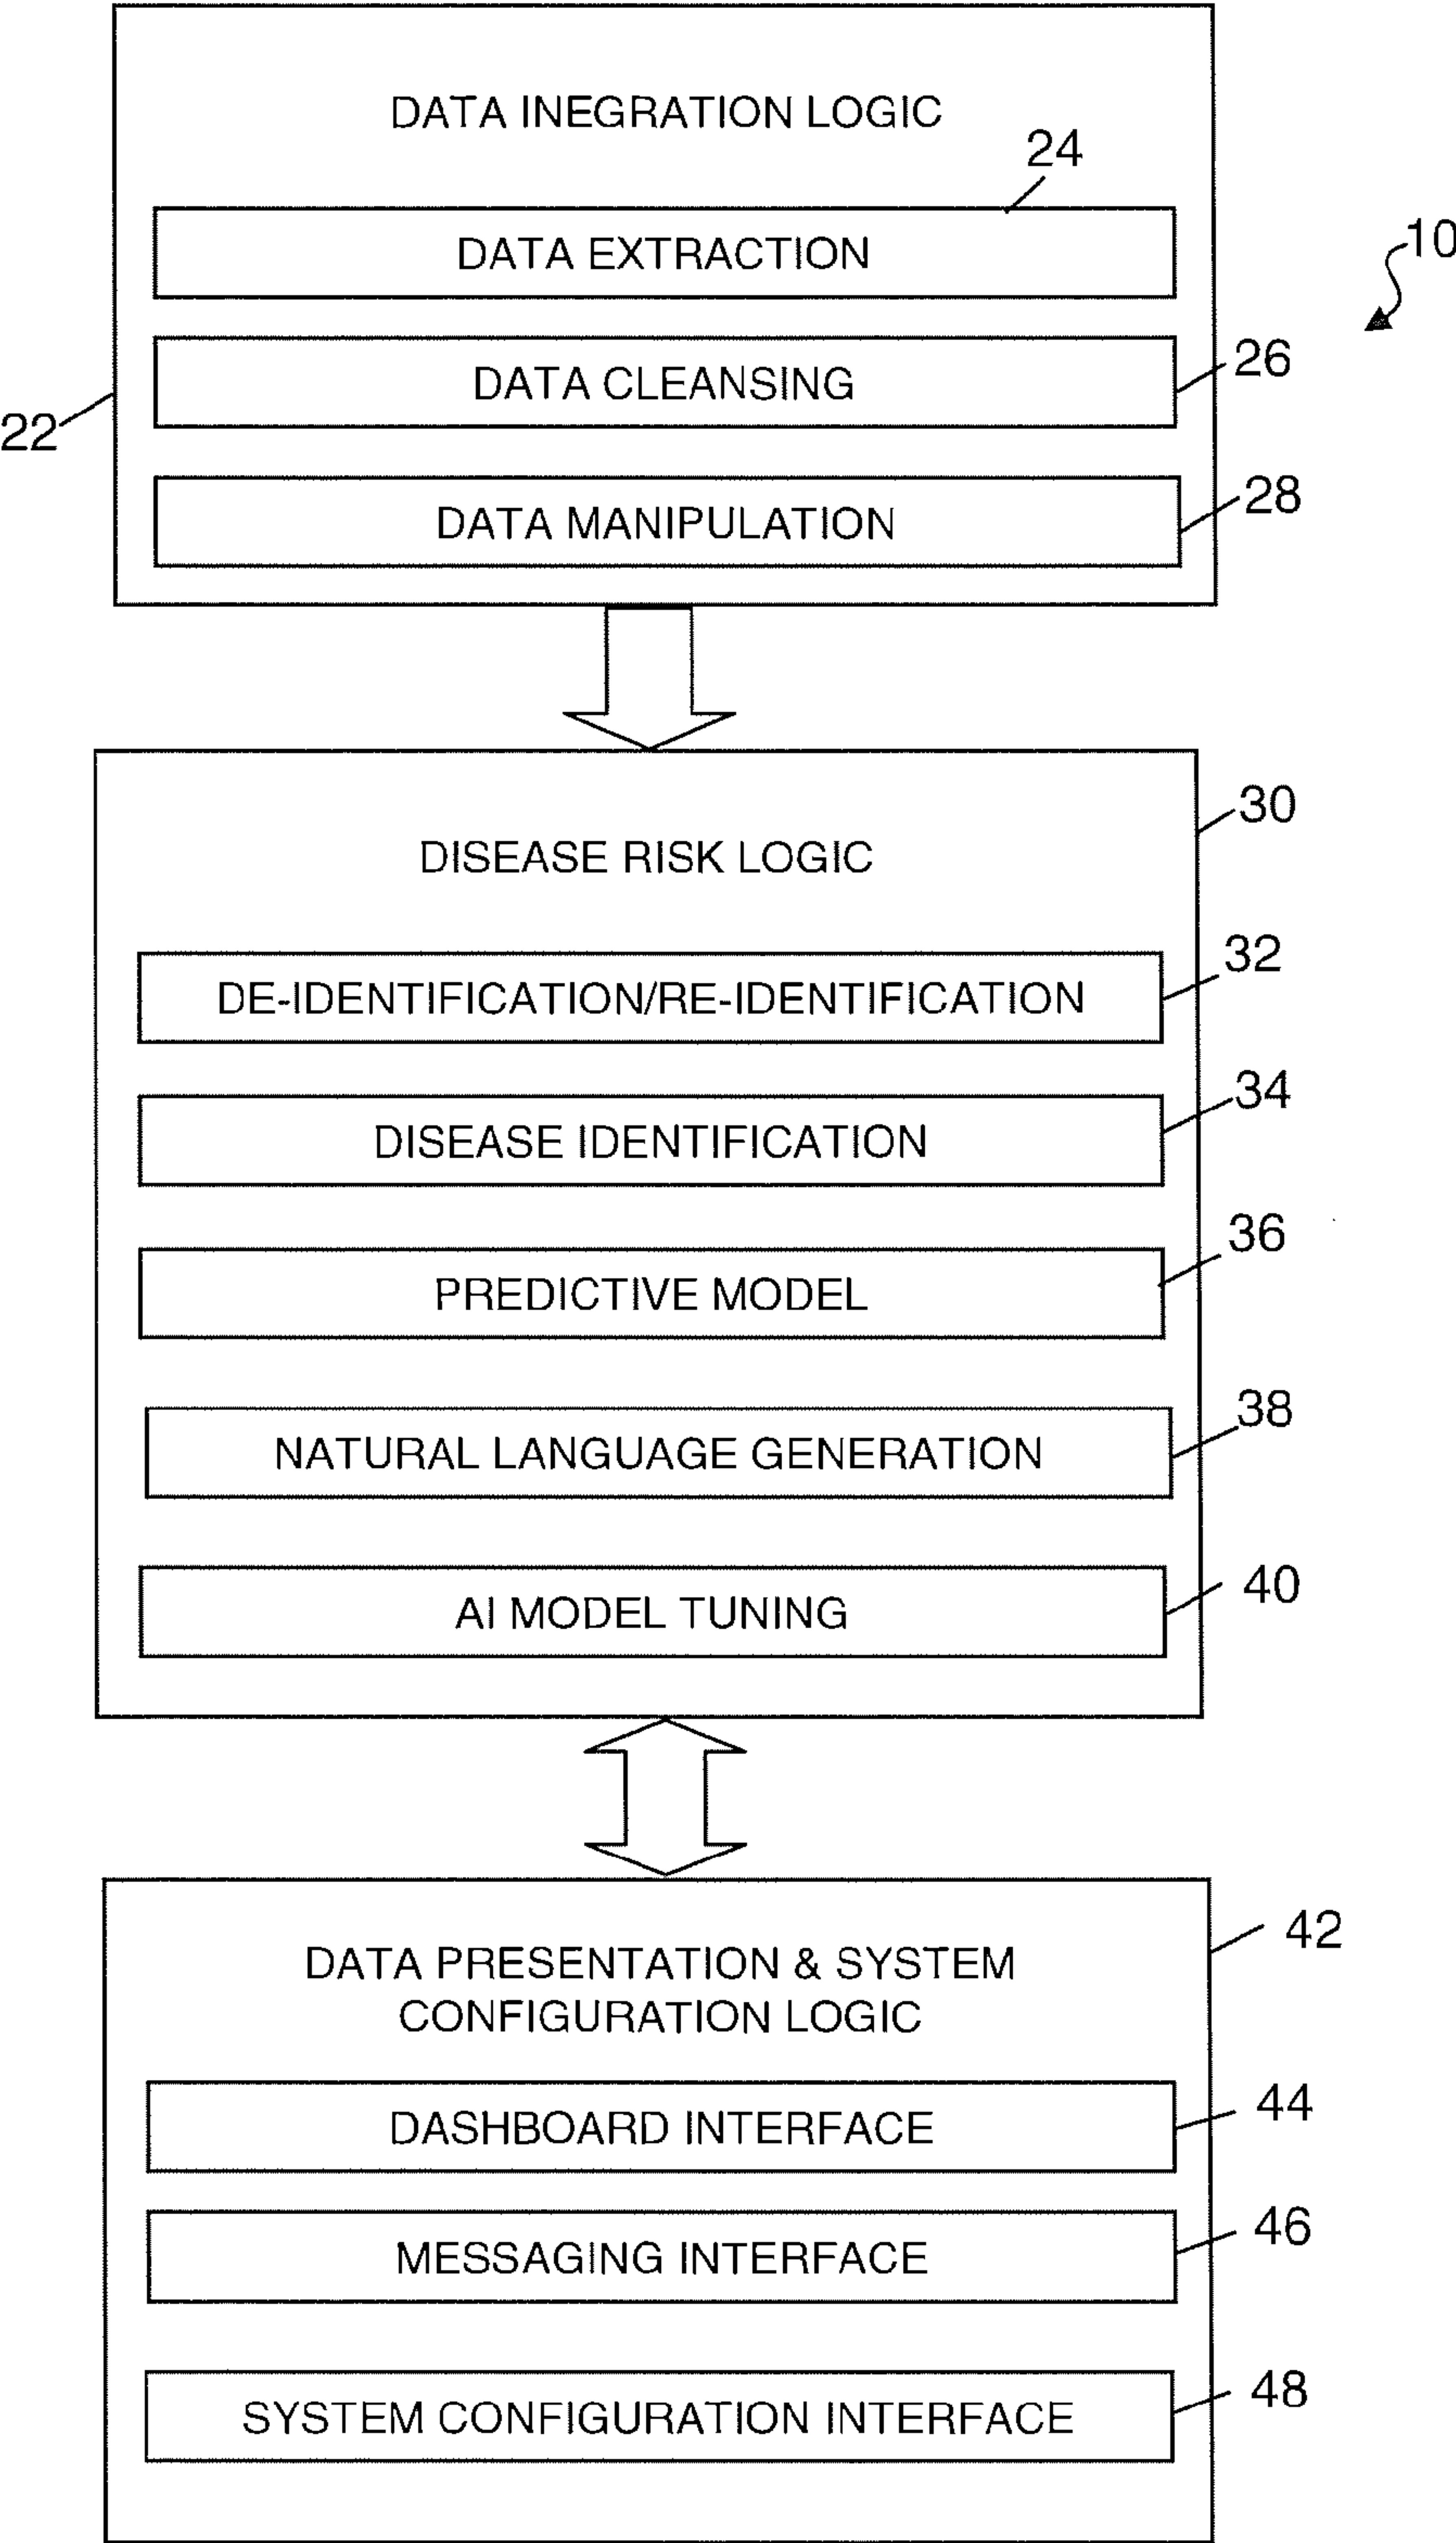 DATA INEGRATION LOGIC
24
DATA EXTRACTION
10
DATA CLEANSING
26
22
DATA MANIPULATION
28
DISEASE RISK LOGIC
30
DE-IDENTIFICATION/RE-IDENTIFICATION
32
DISEASE IDENTIFICATION
34
PREDICTIVE MODEL
36
NATURAL LANGUAGE GENERATION
38
AI MODEL TUNING
40
DATA PRESENTATION & SYSTEM
CONFIGURATION LOGIC
42
DASHBOARD INTERFACE
44
MESSAGING INTERFACE
46
SYSTEM CONFIGURATION INTERFACE
48